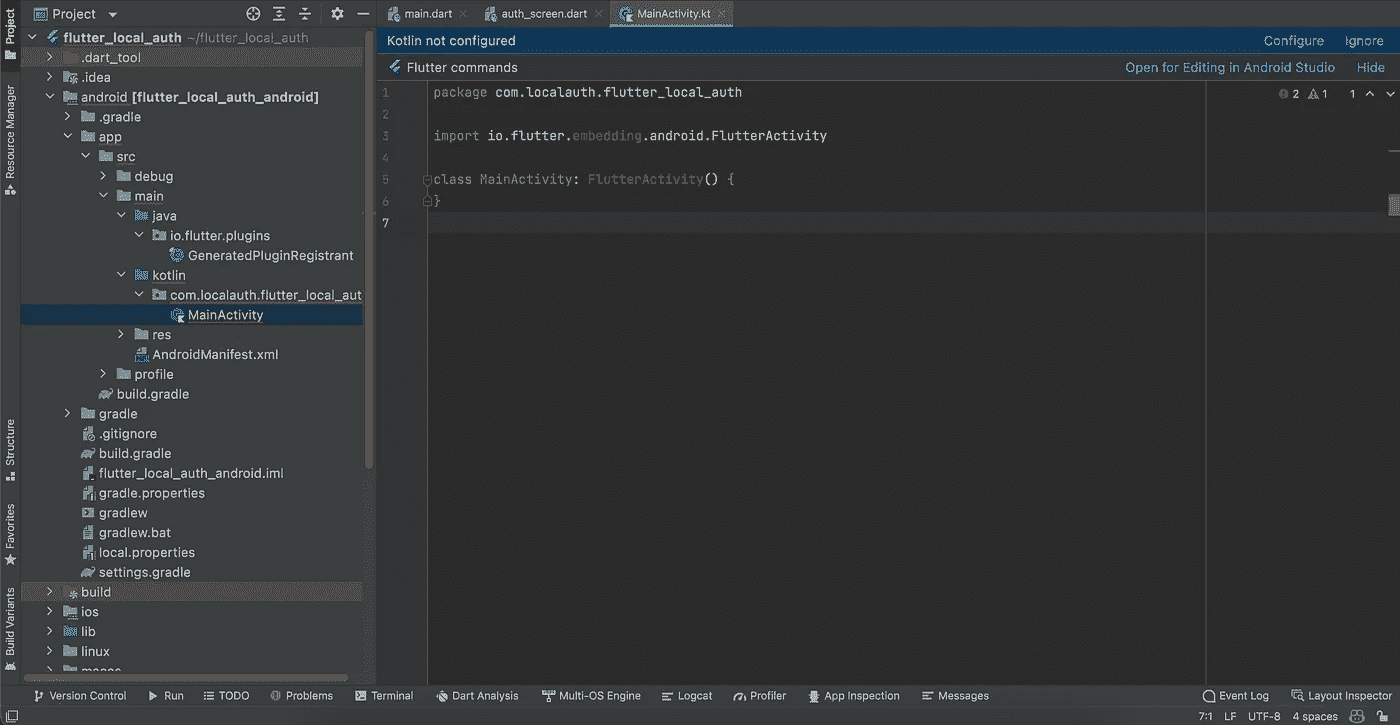 Project
main.dart
auth_screen.dart
MainActivity.kt
flutter_local_auth ~/flutter_local_auth
.dart_tool
.idea
android [flutter_local_auth_android]
.gradle
app
src
debug
main
java
io.flutter.plugins
GeneratedPluginRegistrant
kotlin
com.localauth.flutter_local_aut
MainActivity
res
AndroidManifest.xml
profile
build.gradle
gradle
.gitignore
build.gradle
flutter_local_auth_android.iml
gradle.properties
gradlew
gradlew.bat
local.properties
settings.gradle
build
ios
lib
linux
Project
Resource Manager
Structure
Favorites
Build Variants
Kotlin not configured
Configure
Ignore
Flutter commands
Open for Editing in Android Studio
Hide
2 1 1
1 package com.localauth.flutter_local_auth
2
3 import io.flutter.embedding.android.FlutterActivity
4
5 class MainActivity: FlutterActivity() {
6 }
7
Version Control
Run
TODO
Problems
Terminal
Dart Analysis
Multi-OS Engine
Logcat
Profiler
App Inspection
Messages
Event Log
Layout Inspector
7:1 LF UTF-8 4 spaces